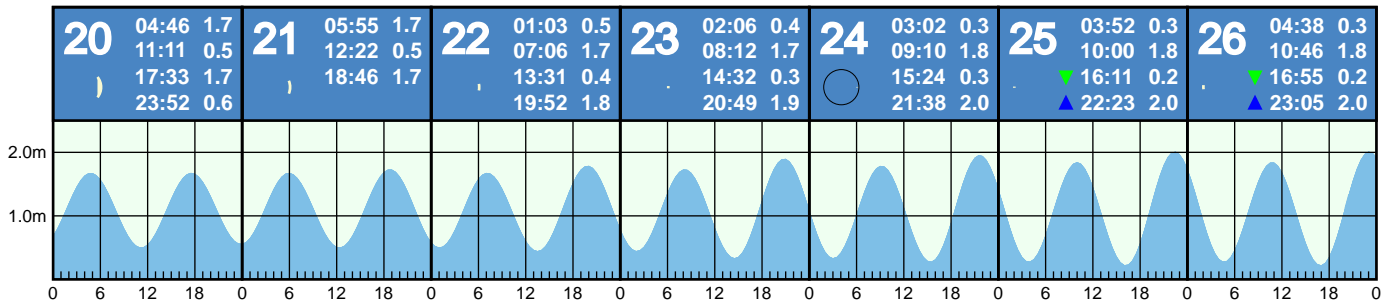 20 04:46 1.7 21 05:55 1.7 22 01:03 0.5 23 02:06 0.4 24 03:02 0.3 25 03:52 0.3 26 04:38 0.3
11:11 0.5 12:22 0.5 07:06 1.7 08:12 1.7 09:10 1.8 10:00 1.8 10:46 1.8
17:33 1.7 18:46 1.7 13:31 0.4 14:32 0.3 15:24 0.3 16:11 0.2 16:55 0.2
23:52 0.6 19:52 1.8 20:49 1.9 21:38 2.0 22:23 2.0 23:05 2.0
2.0m
1.0m
0 6 12 18 0 6 12 18 0 6 12 18 0 6 12 18 0 6 12 18 0 6 12 18 0 6 12 18 0